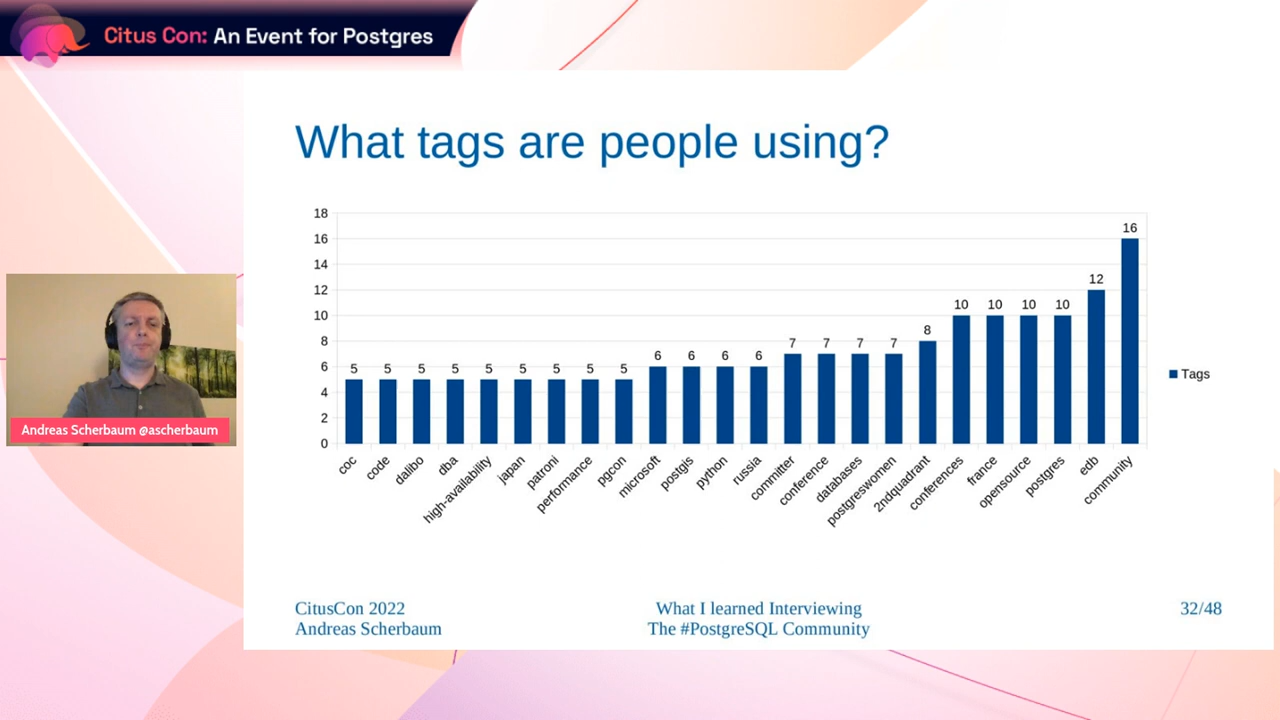 Citus Con: An Event for Postgres
What tags are people using?
18
16
14
12
10
8
6
4
2
0
5 5 5 5 5 5 5 5 5 6 6 6 6 7 7 7 7 8 10 10 10 10 12 16
coc code dalibo dba high-availability japan patroni performance pgcon microsoft postgis python russia committer conference databases postgreswomen 2ndquadrant conferences france opensource postgres edb community
Tags
Andreas Scherbaum @ascherbaum
CitusCon 2022
Andreas Scherbaum
What I learned Interviewing
The #PostgreSQL Community
32/48